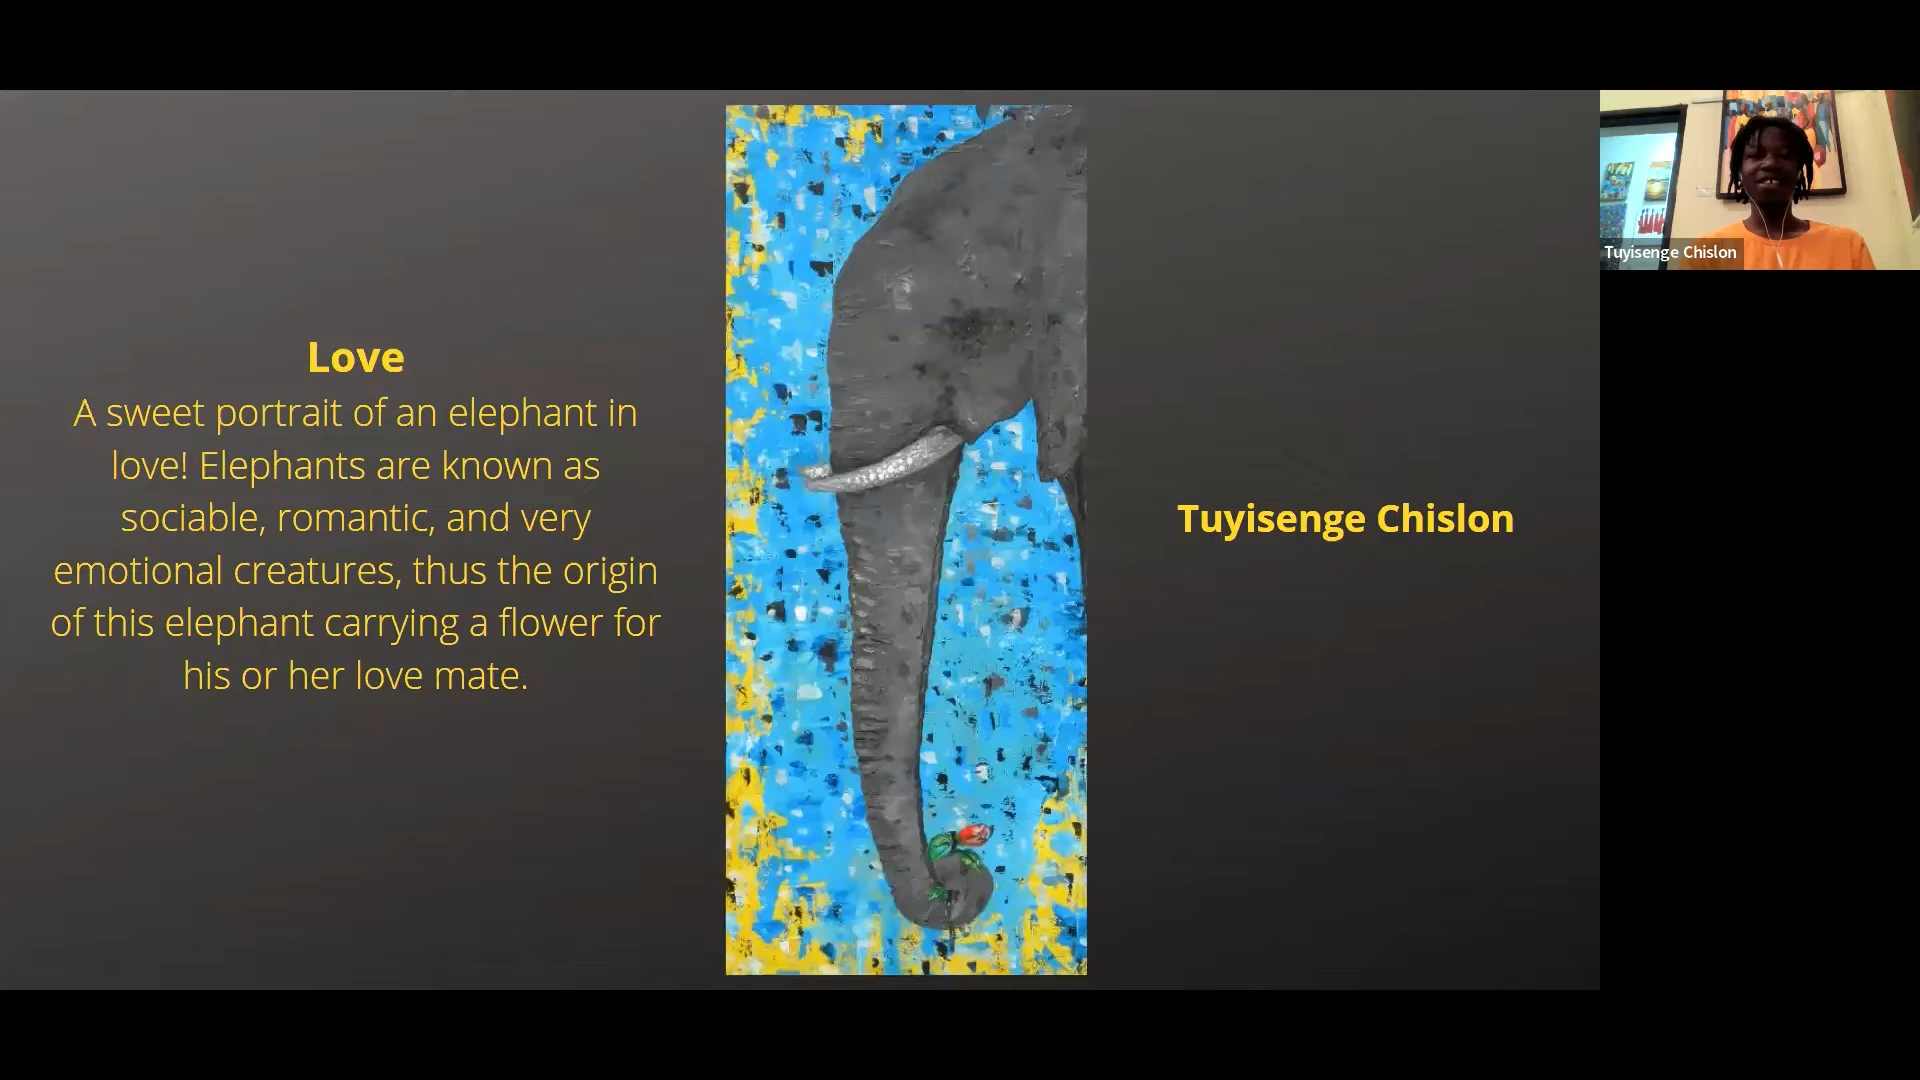 Love
A sweet portrait of an elephant in
love! Elephants are known as
sociable, romantic, and very
emotional creatures, thus the origin
of this elephant carrying a flower for
his or her love mate.
Tuyisenge Chislon
Tuyisenge Chislon